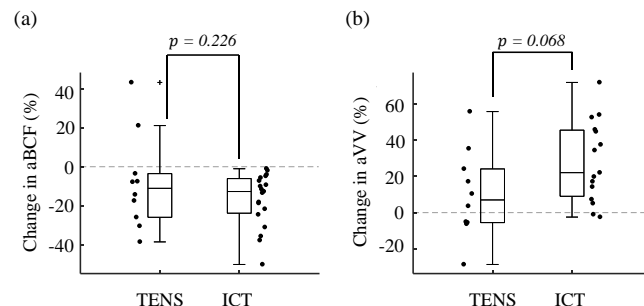 (a)
p = 0.226
Change in aBCF (%)
40
20
0
-20
-40
TENS ICT
(b)
p = 0.068
Change in aVV (%)
60
40
20
0
-20
TENS ICT